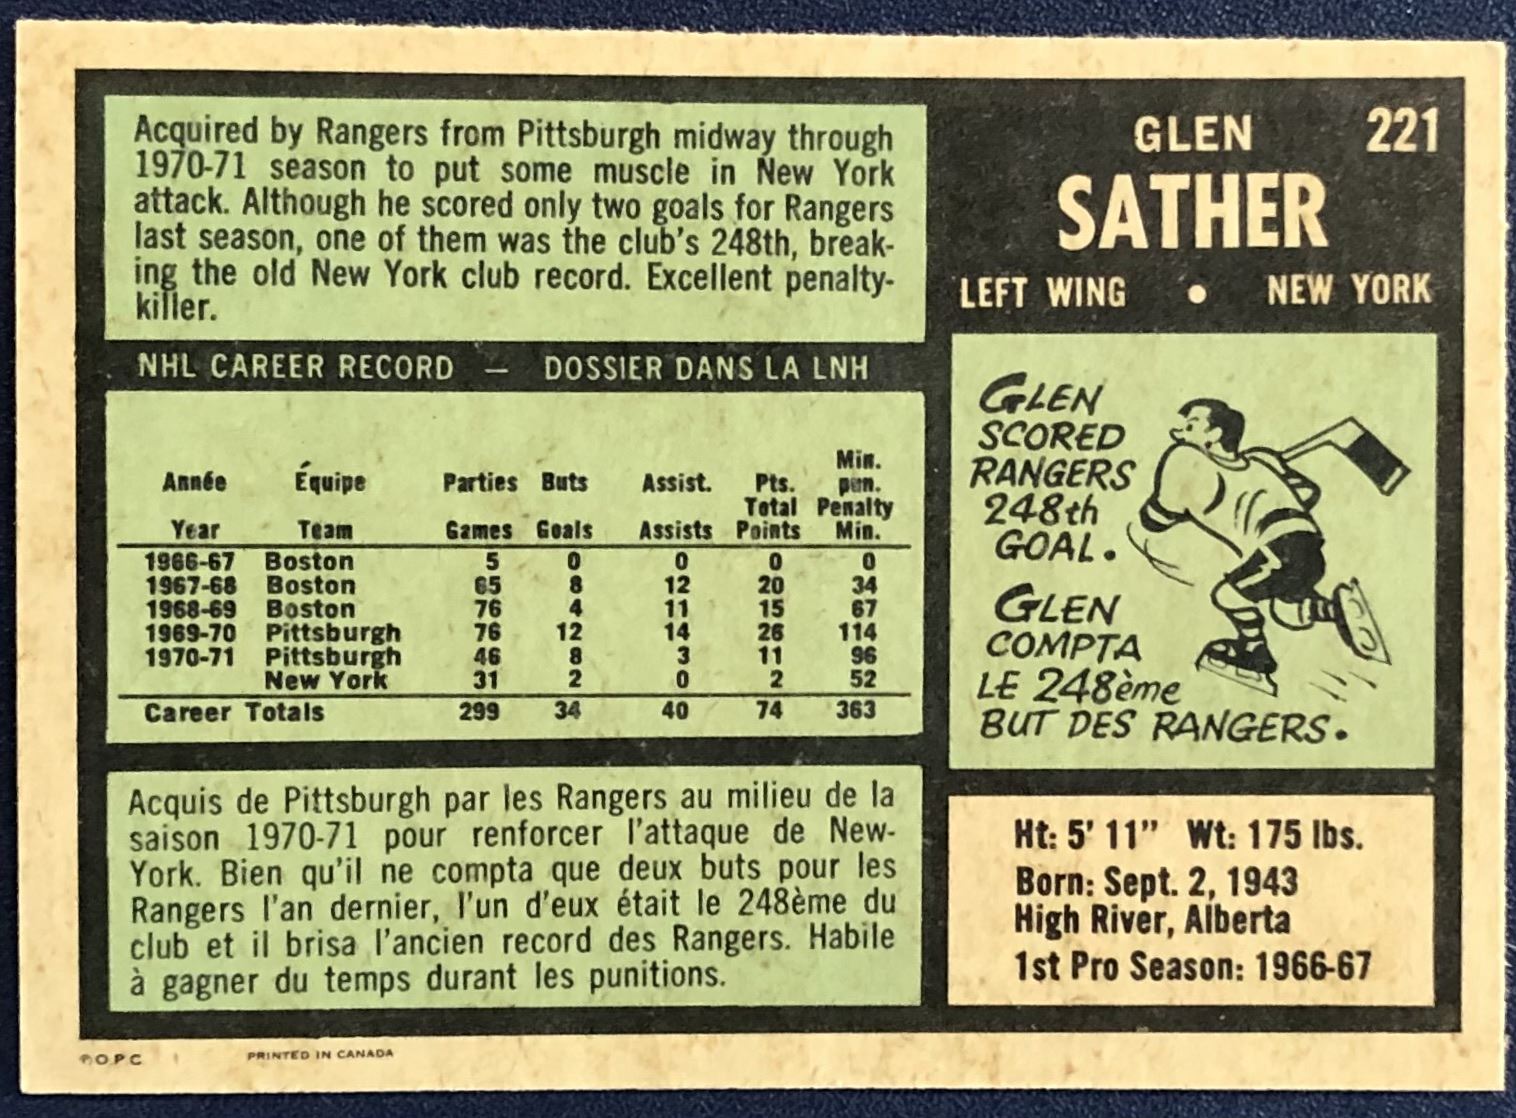 Acquired by Rangers from Pittsburgh midway through
1970-71 season to put some muscle in New York
attack. Although he scored only two goals for Rangers
last season, one of them was the club's 248th, break-
ing the old New York club record. Excellent penalty-
killer.
GLEN 221
SATHER
LEFT WING • NEW YORK
NHL CAREER RECORD — DOSSIER DANS LA LNH
Min.
Année Équipe Parties Buts Assist. Pts. pun.
Total Penalty
Year Team Games Goals Assists Points Min.
1966-67 Boston 5 0 0 0 0
1967-68 Boston 65 8 12 20 34
1968-69 Boston 76 4 11 15 67
1969-70 Pittsburgh 76 12 14 26 114
1970-71 Pittsburgh 46 8 3 11 96
New York 31 2 0 2 52
Career Totals 299 34 40 74 363
GLEN
SCORED
RANGERS
248th
GOAL.
GLEN
COMPTA
LE 248ème
BUT DES RANGERS.
Acquis de Pittsburgh par les Rangers au milieu de la
saison 1970-71 pour renforcer l'attaque de New-
York. Bien qu'il ne compta que deux buts pour les
Rangers l'an dernier, l'un d'eux était le 248ème du
club et il brisa l'ancien record des Rangers. Habile
à gagner du temps durant les punitions.
Ht: 5' 11" Wt: 175 lbs.
Born: Sept. 2, 1943
High River, Alberta
1st Pro Season: 1966-67
℗ O P C PRINTED IN CANADA